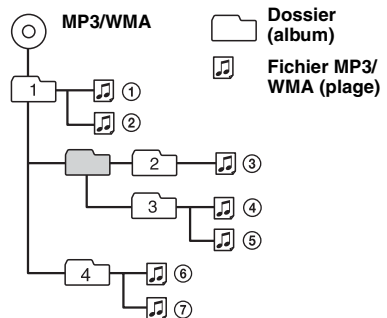 MP3/WMA
Dossier
(album)
Fichier MP3/
WMA (plage)
1
①
②
2
③
3
④
⑤
4
⑥
⑦